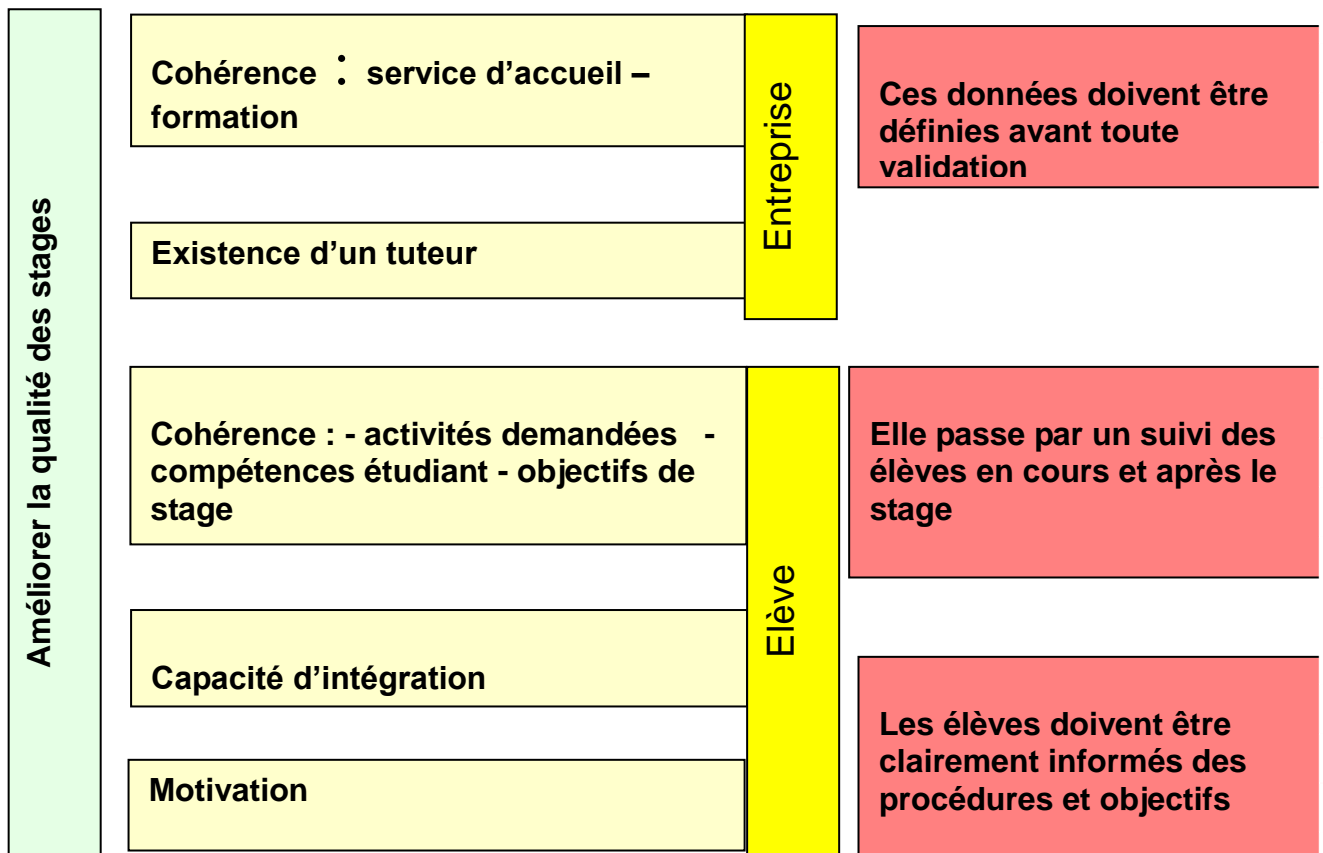 Améliorer la qualité des stages
Cohérence : service d’accueil –
formation
Existence d’un tuteur
Entreprise
Ces données doivent être
définies avant toute
validation
Cohérence : - activités demandées -
compétences étudiant - objectifs de
stage
Capacité d’intégration
Motivation
Elève
Elle passe par un suivi des
élèves en cours et après le
stage
Les élèves doivent être
clairement informés des
procédures et objectifs